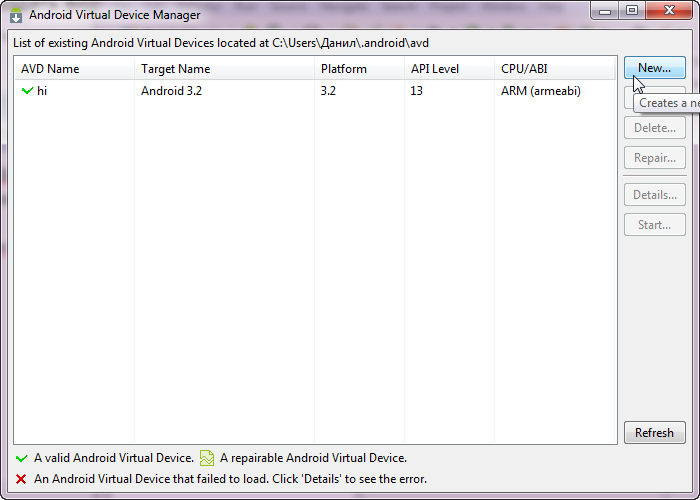 Android Virtual Device Manager
List of existing Android Virtual Devices located at C:\Users\Данил\.android\avd
AVD Name Target Name Platform API Level CPU/ABI
hi Android 3.2 3.2 13 ARM (armeabi)
New...
Creates a ne
Delete...
Repair...
Details...
Start...
Refresh
A valid Android Virtual Device. A repairable Android Virtual Device.
An Android Virtual Device that failed to load. Click 'Details' to see the error.